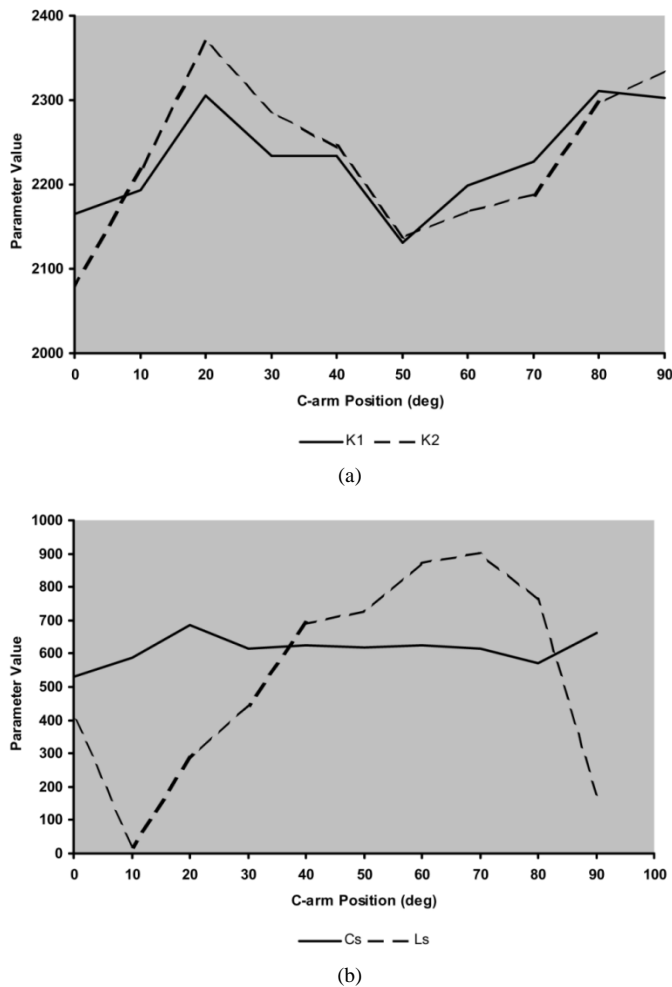 2400
2300
2200
2100
2000
Parameter Value
0 10 20 30 40 50 60 70 80 90
C-arm Position (deg)
K1 K2
(a)
1000
900
800
700
600
500
400
300
200
100
0
Parameter Value
0 10 20 30 40 50 60 70 80 90 100
C-arm Position (deg)
Cs Ls
(b)